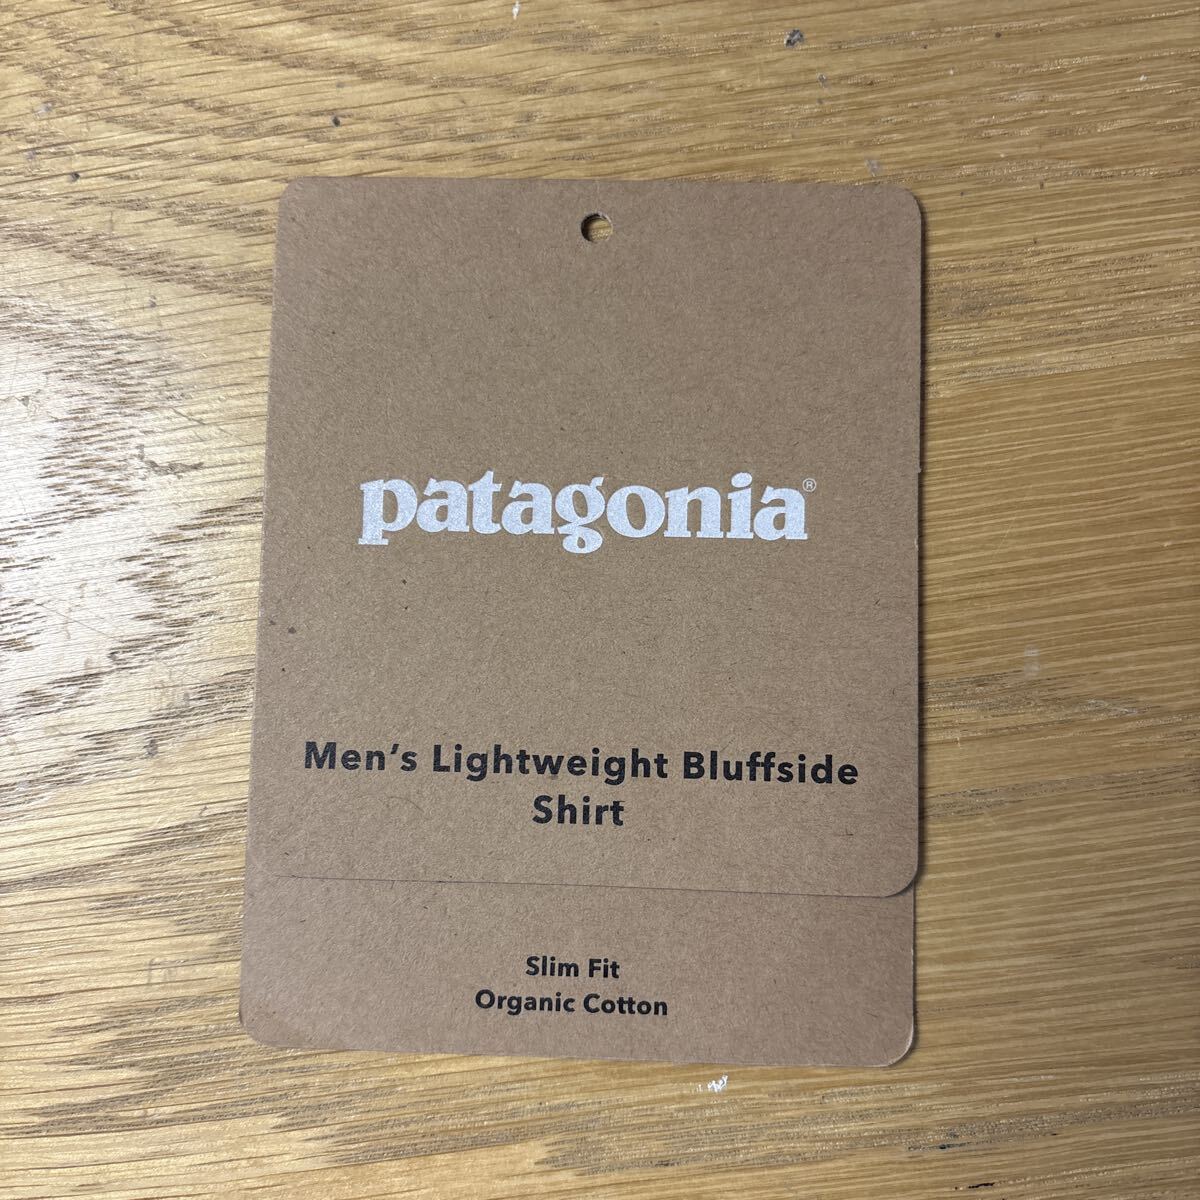 patagonia®
Men's Lightweight Bluffside
Shirt
Slim Fit
Organic Cotton